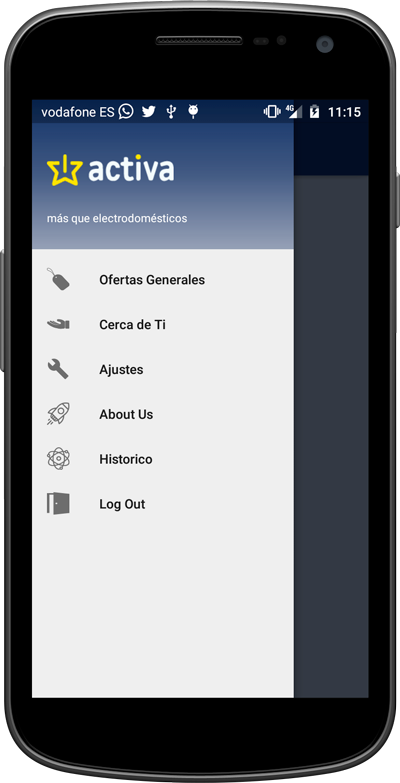 vodafone ES 4G 11:15
activa
más que electrodomésticos
Ofertas Generales
Cerca de Ti
Ajustes
About Us
Historico
Log Out